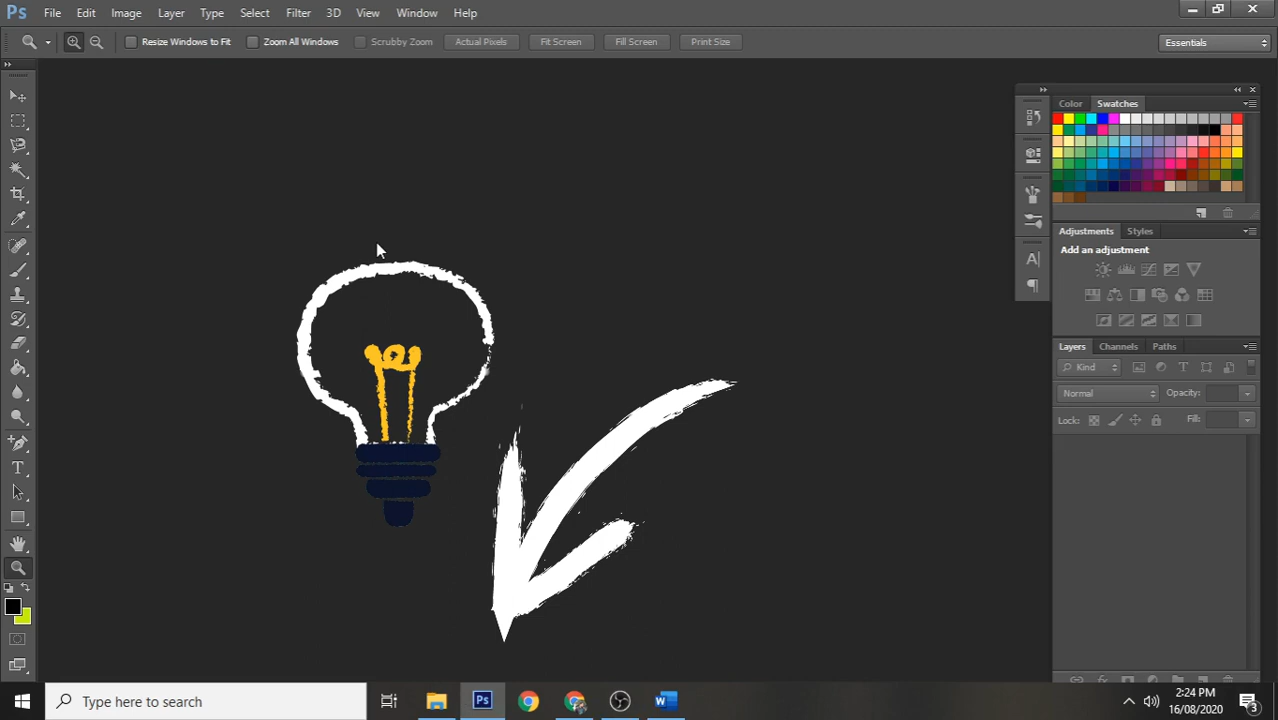 Ps File Edit Image Layer Type Select Filter 3D View Window Help
Resize Windows to Fit Zoom All Windows Scrubby Zoom Actual Pixels Fit Screen Fill Screen Print Size Essentials
Color Swatches
Adjustments Styles
Add an adjustment
Layers Channels Paths
Kind
Normal Opacity:
Lock: Fill:
Type here to search
2:24 PM
16/08/2020
3